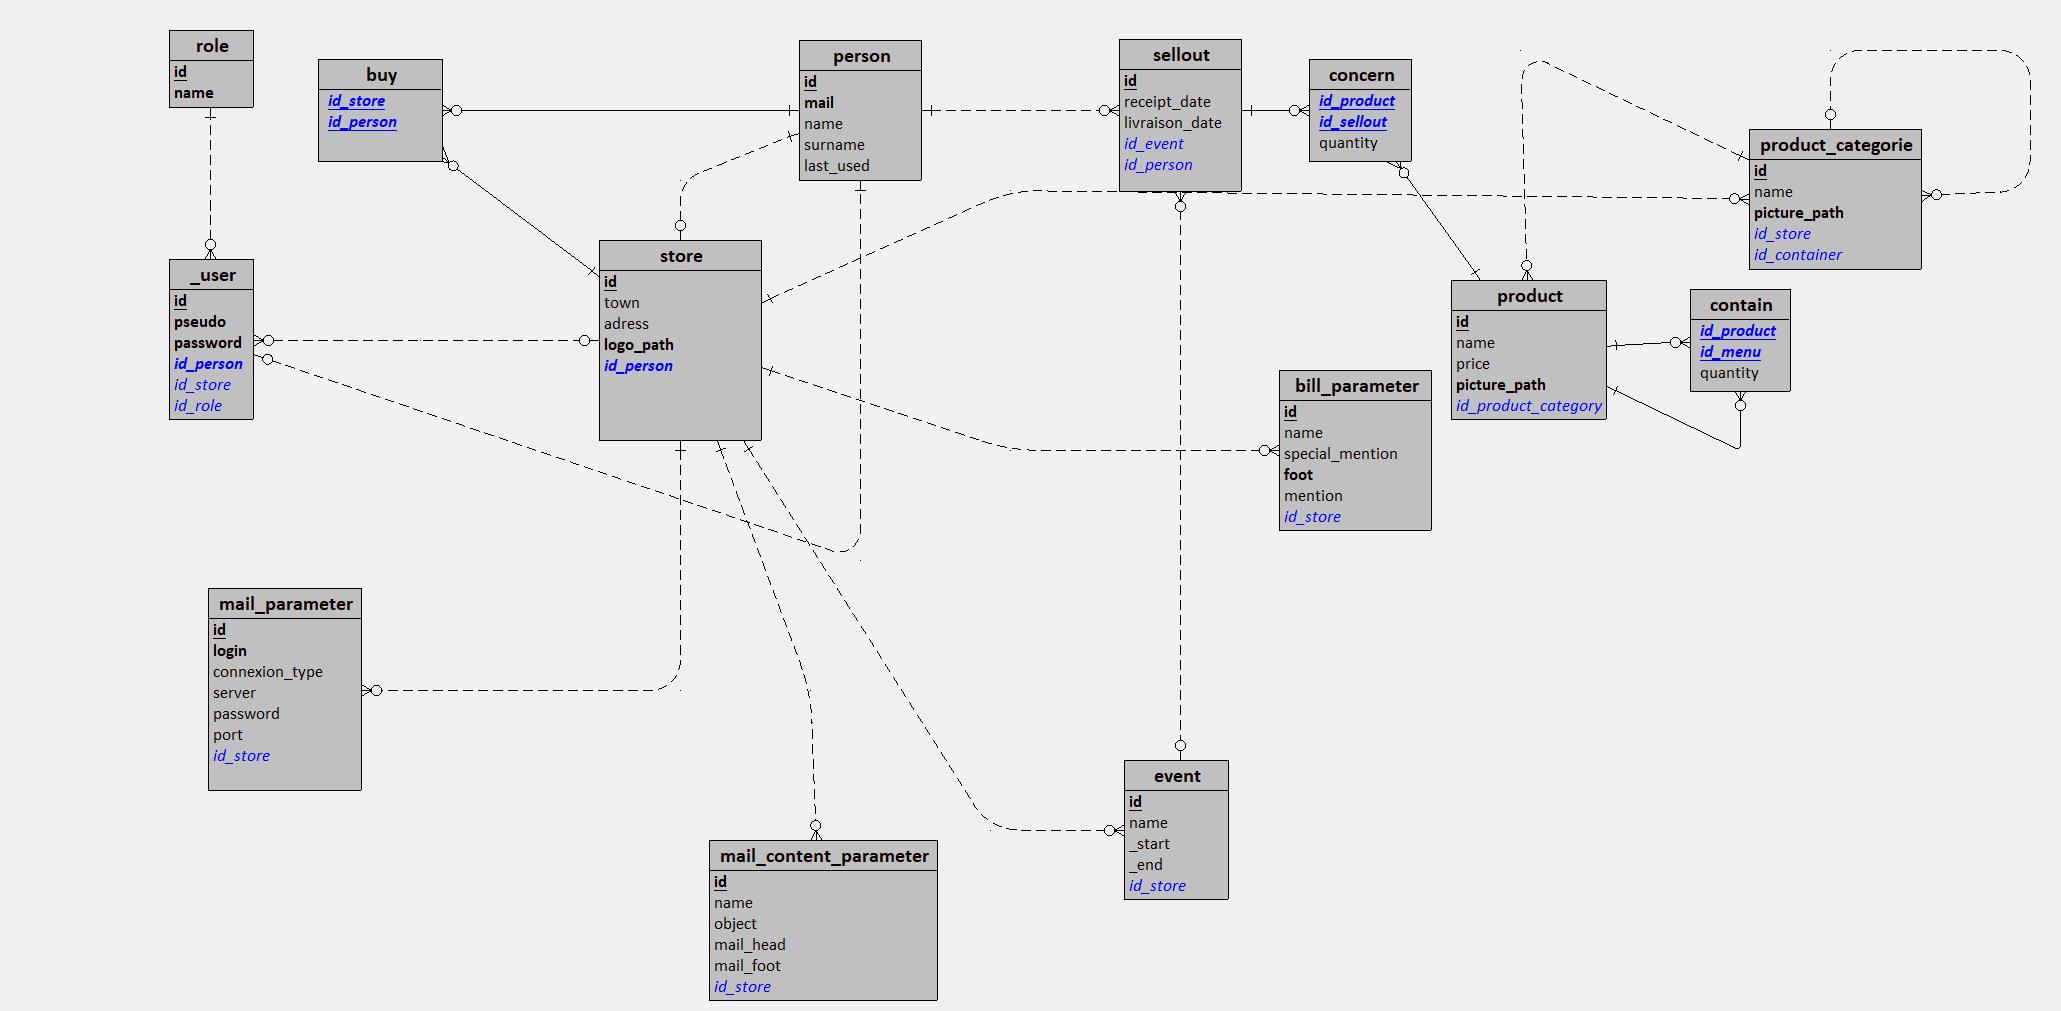 role
id
name
buy
id_store
id_person
person
id
mail
name
surname
last_used
sellout
id
receipt_date
livraison_date
id_event
id_person
concern
id_product
id_sellout
quantity
product_categorie
id
name
picture_path
id_store
id_container
_user
id
pseudo
password
id_person
id_store
id_role
store
id
town
adress
logo_path
id_person
product
id
name
price
picture_path
id_product_category
contain
id_product
id_menu
quantity
bill_parameter
id
name
special_mention
foot
mention
id_store
mail_parameter
id
login
connexion_type
server
password
port
id_store
event
id
name
_start
_end
id_store
mail_content_parameter
id
name
object
mail_head
mail_foot
id_store